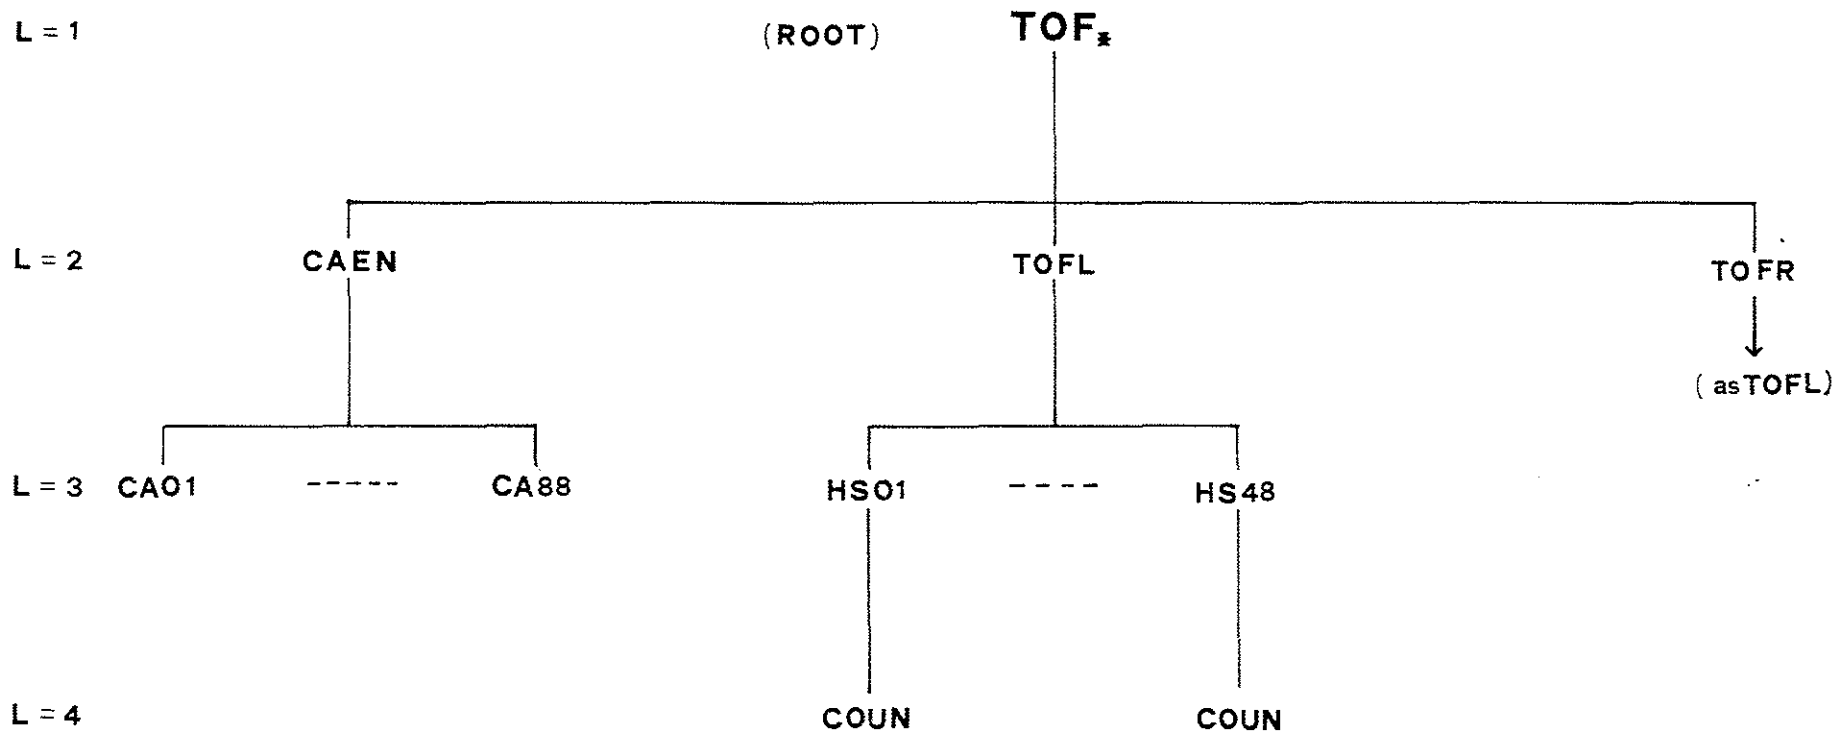 L = 1 (ROOT) TOF*
L = 2 CAEN TOFL TOFR
(as TOFL)
L = 3 CA01 ----- CA88 HS01 ---- HS48
L = 4 COUN COUN